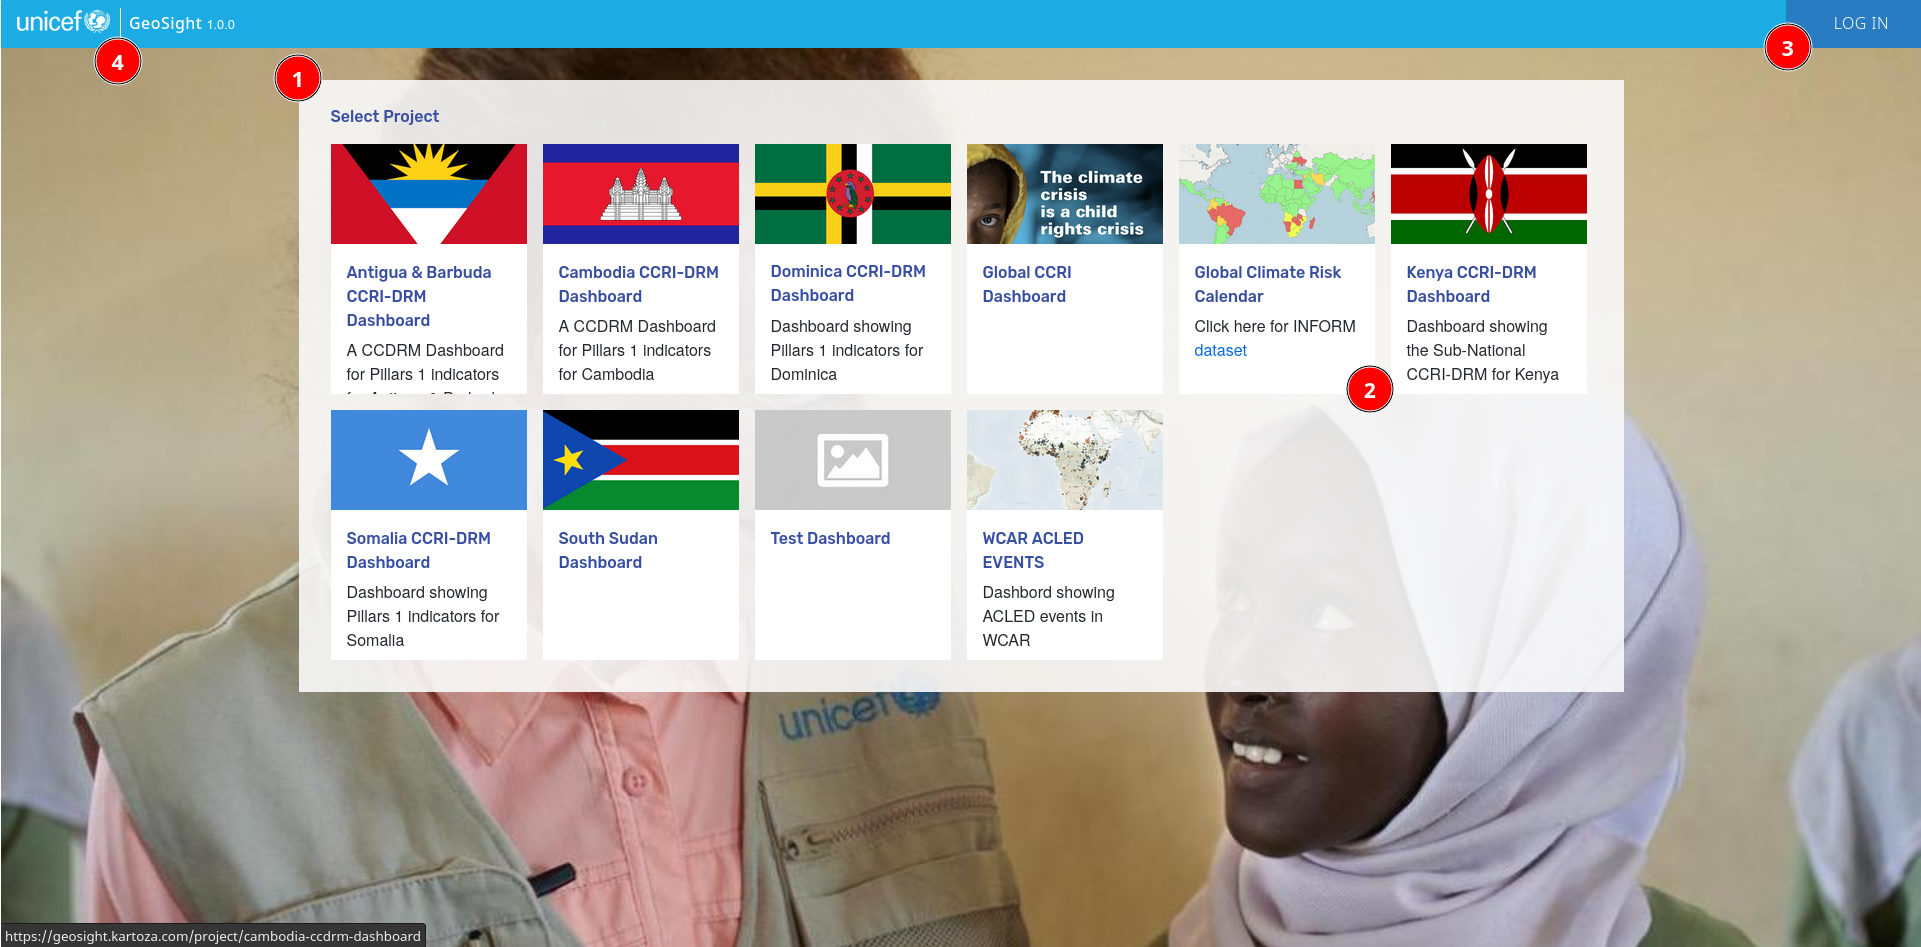 unicef GeoSight 1.0.0
LOG IN
4
1
3
Select Project
The climate
crisis
is a child
rights crisis
Antigua & Barbuda
CCRI-DRM
Dashboard
A CCDRM Dashboard
for Pillars 1 indicators
Cambodia CCRI-DRM
Dashboard
A CCDRM Dashboard
for Pillars 1 indicators
for Cambodia
Dominica CCRI-DRM
Dashboard
Dashboard showing
Pillars 1 indicators for
Dominica
Global CCRI
Dashboard
Global Climate Risk
Calendar
Click here for INFORM
dataset
Kenya CCRI-DRM
Dashboard
Dashboard showing
the Sub-National
CCRI-DRM for Kenya
2
Somalia CCRI-DRM
Dashboard
Dashboard showing
Pillars 1 indicators for
Somalia
South Sudan
Dashboard
Test Dashboard
WCAR ACLED
EVENTS
Dashbord showing
ACLED events in
WCAR
unicef
https://geosight.kartoza.com/project/cambodia-ccdrm-dashboard